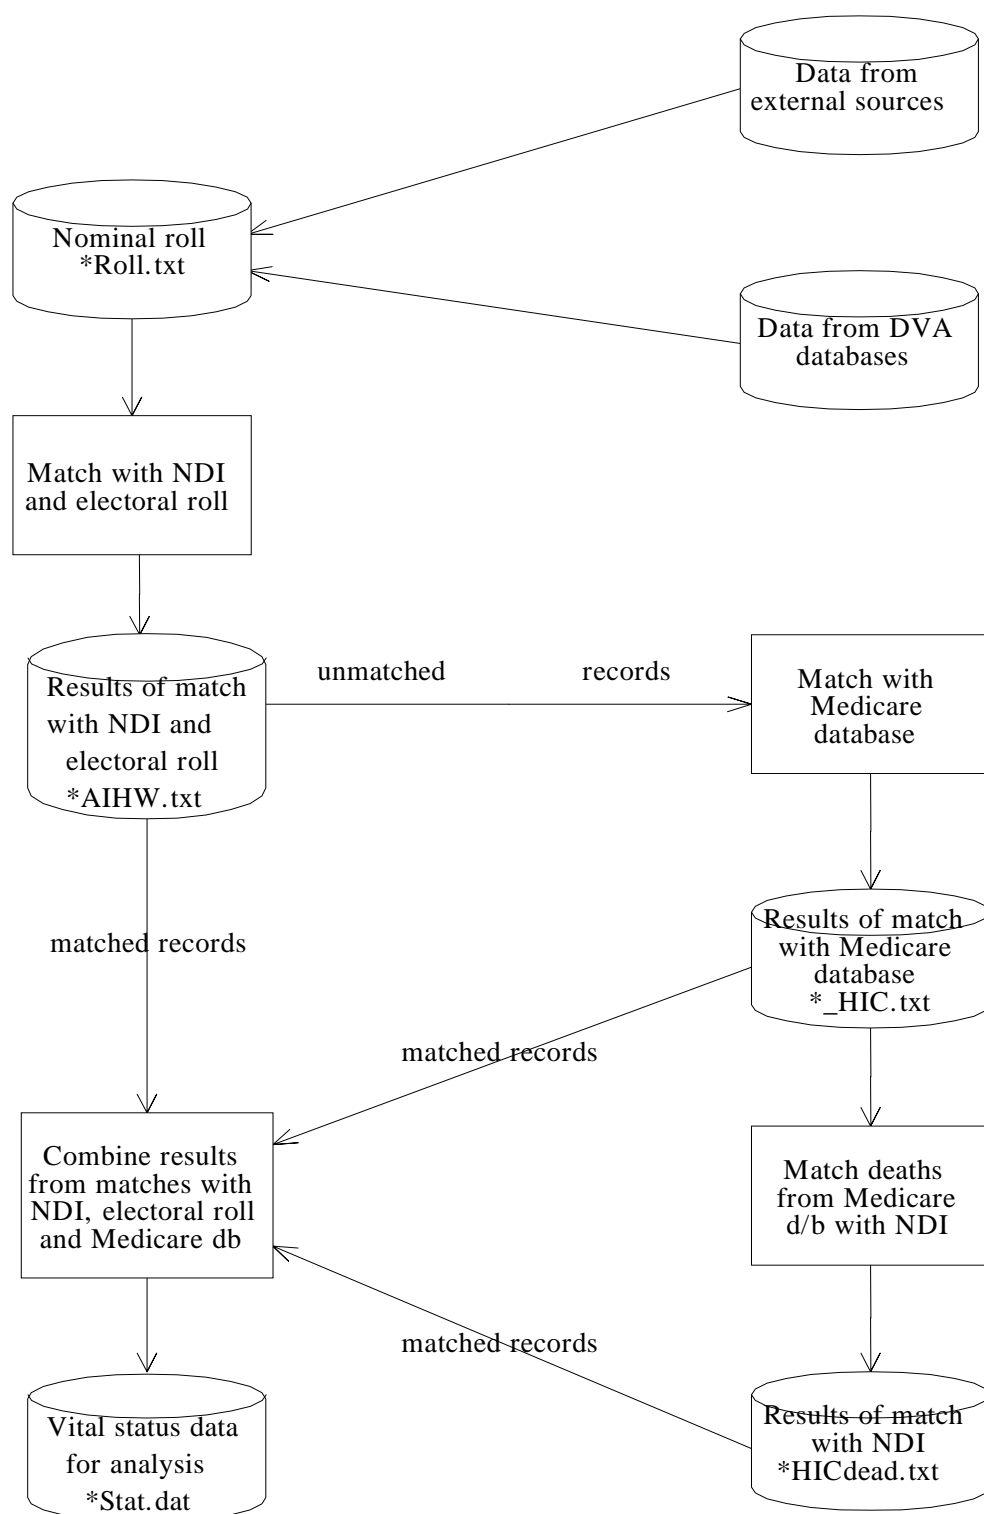 Data from
external sources
Nominal roll
*Roll.txt
Data from DVA
databases
Match with NDI
and electoral roll
Results of match
with NDI and
electoral roll
*AIHW.txt
unmatched records
Match with
Medicare
database
matched records
Results of match
with Medicare
database
*_HIC.txt
matched records
Combine results
from matches with
NDI, electoral roll
and Medicare db
Match deaths
from Medicare
d/b with NDI
matched records
Vital status data
for analysis
*Stat.dat
Results of match
with NDI
*HICdead.txt